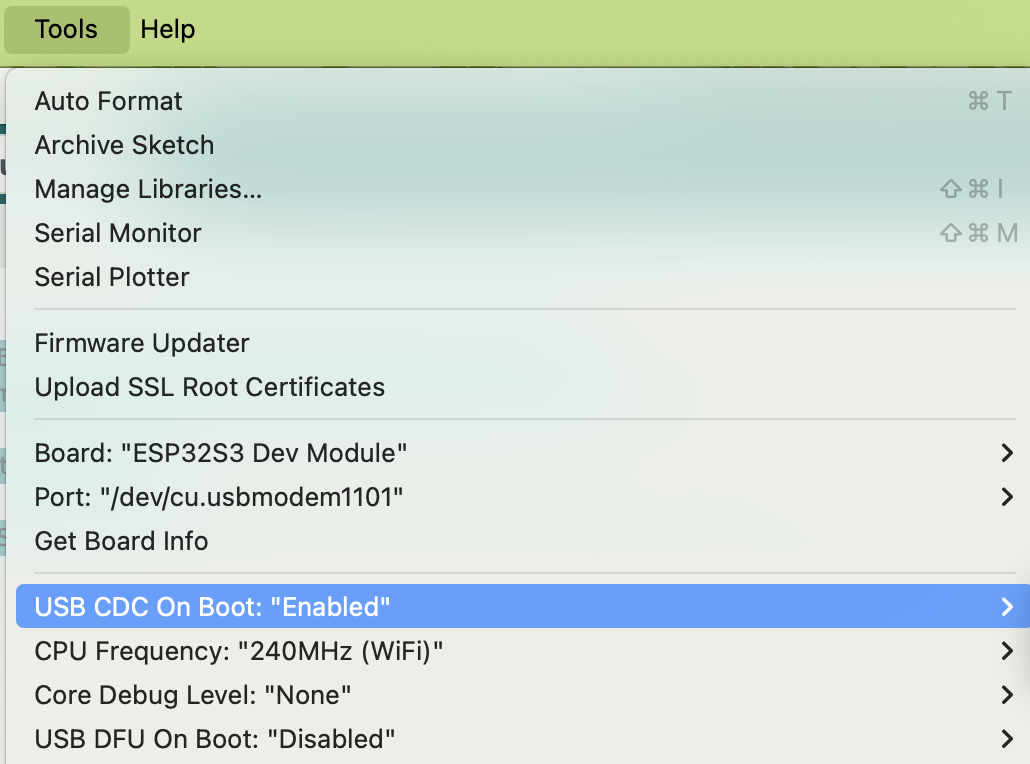 Tools Help
Auto Format ⌘ T
Archive Sketch
Manage Libraries... ⇧ ⌘ I
Serial Monitor ⇧ ⌘ M
Serial Plotter
Firmware Updater
Upload SSL Root Certificates
Board: "ESP32S3 Dev Module"
Port: "/dev/cu.usbmodem1101"
Get Board Info
USB CDC On Boot: "Enabled"
CPU Frequency: "240MHz (WiFi)"
Core Debug Level: "None"
USB DFU On Boot: "Disabled"